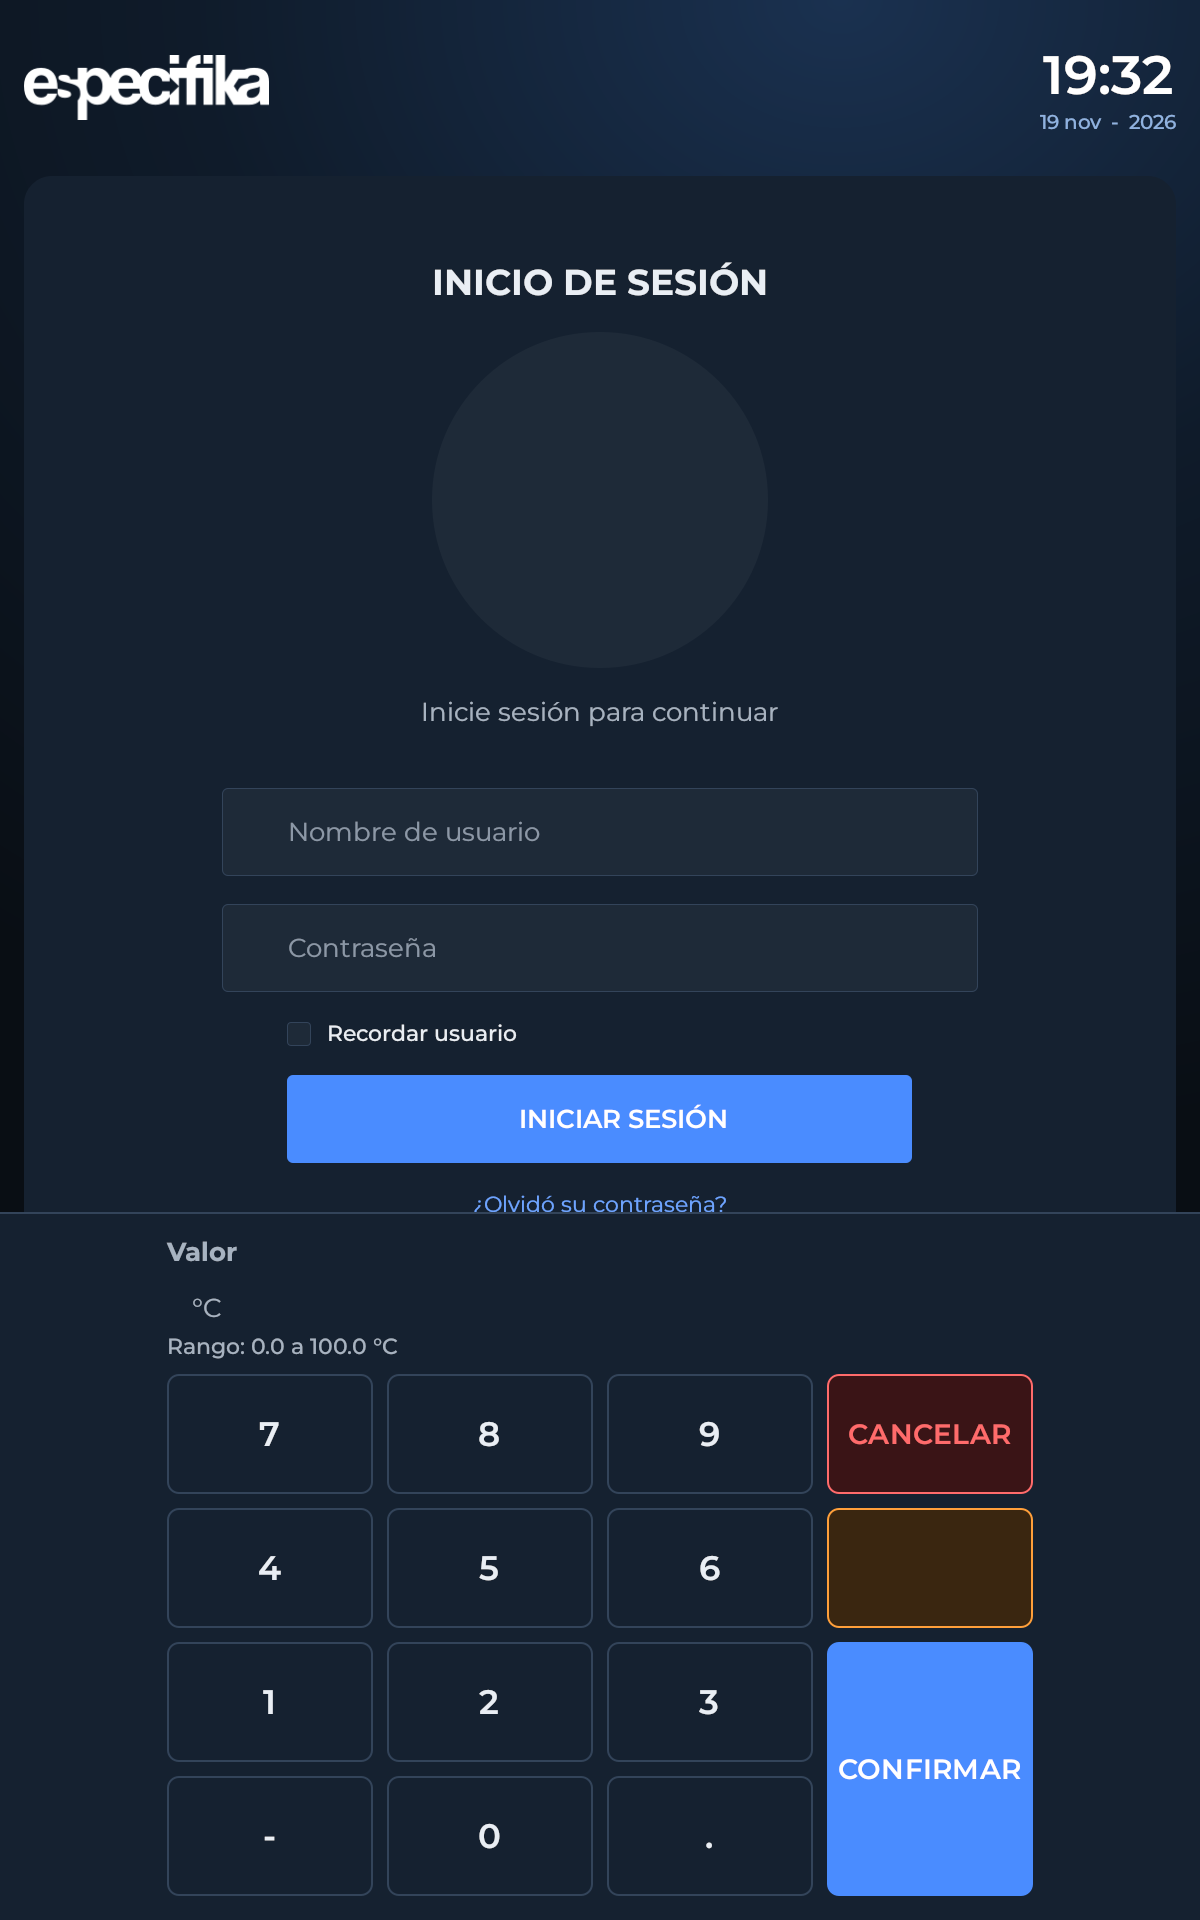 especifika
19:32
19 nov - 2026
INICIO DE SESIÓN
Inicie sesión para continuar
Nombre de usuario
Contraseña
Recordar usuario
INICIAR SESIÓN
¿Olvidó su contraseña?
Valor
°C
Rango: 0.0 a 100.0 °C
7 8 9 CANCELAR
4 5 6
1 2 3
CONFIRMAR
- 0 .